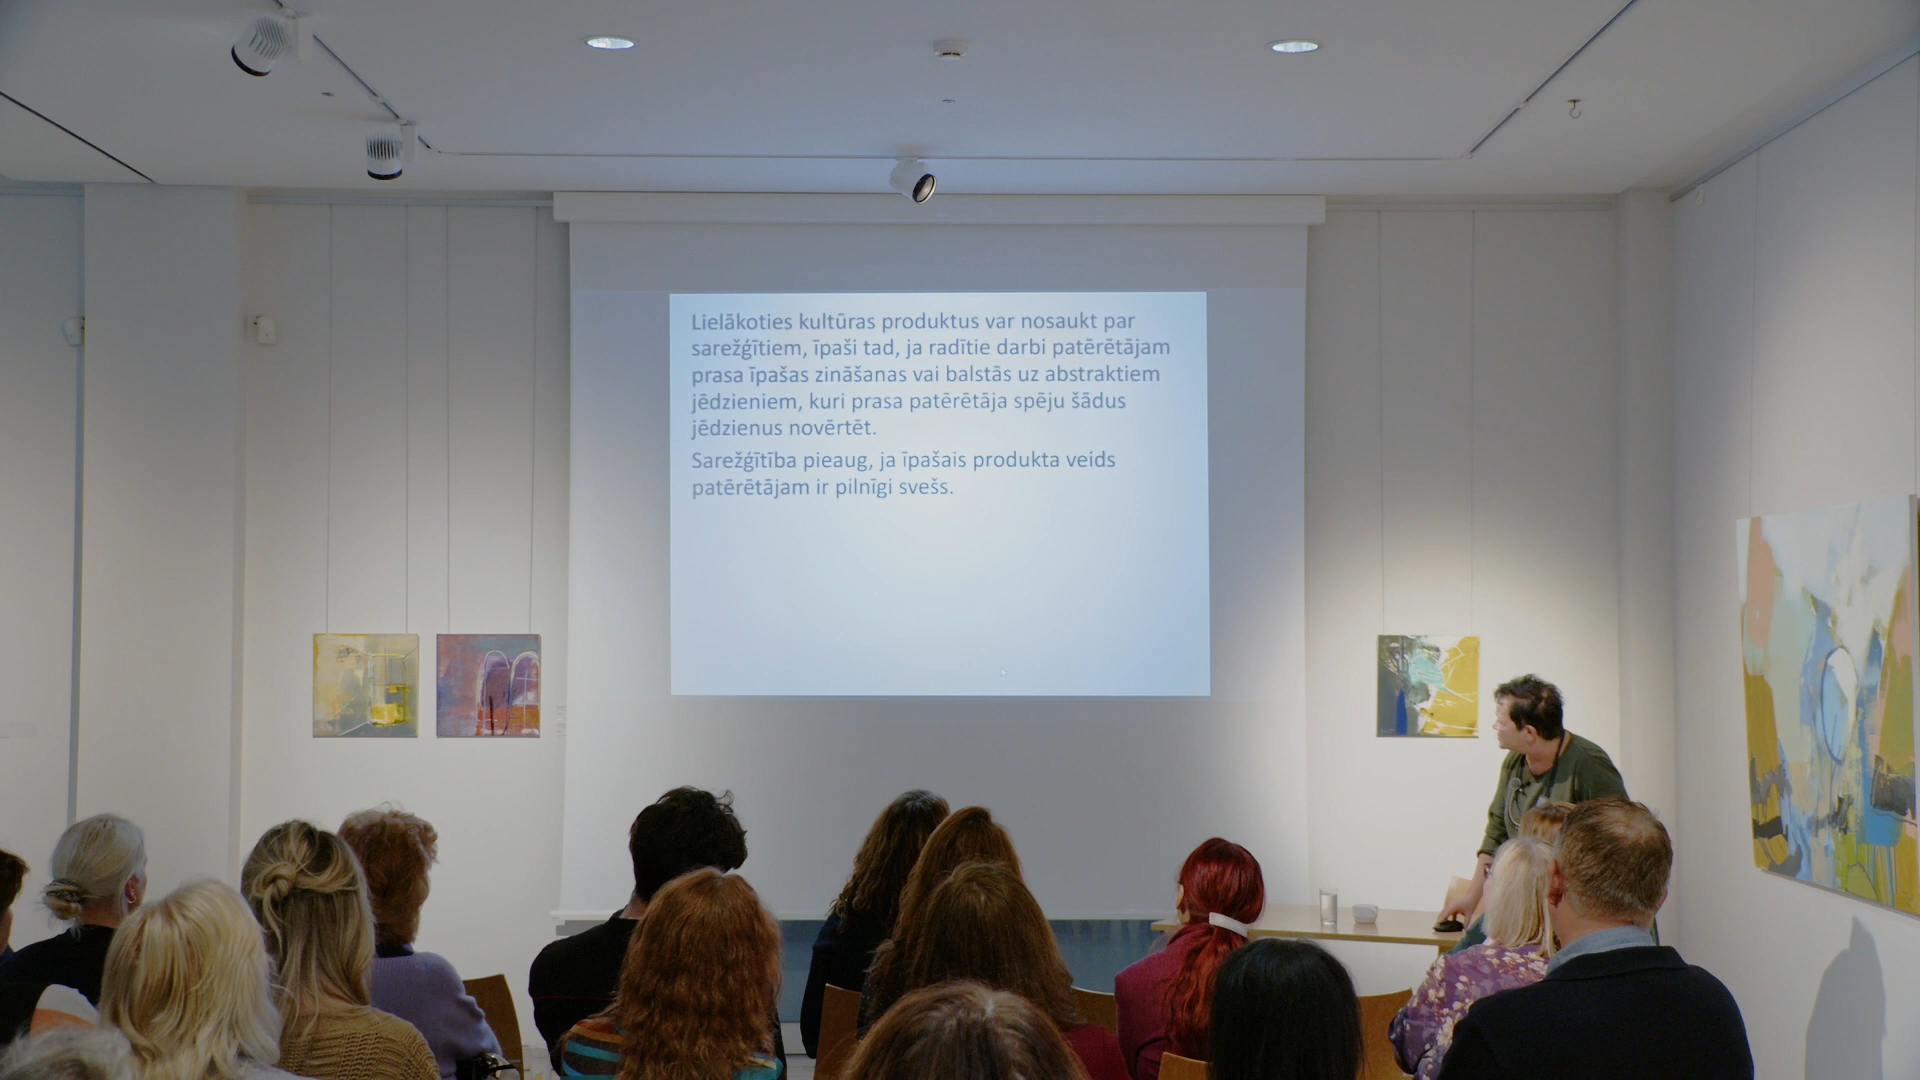 Lielākoties kultūras produktus var nosaukt par
sarežģītiem, īpaši tad, ja radītie darbi patērētājam
prasa īpašas zināšanas vai balstās uz abstraktiem
jēdzieniem, kuri prasa patērētāja spēju šādus
jēdzienus novērtēt.
Sarežģītība pieaug, ja īpašais produkta veids
patērētājam ir pilnīgi svešs.